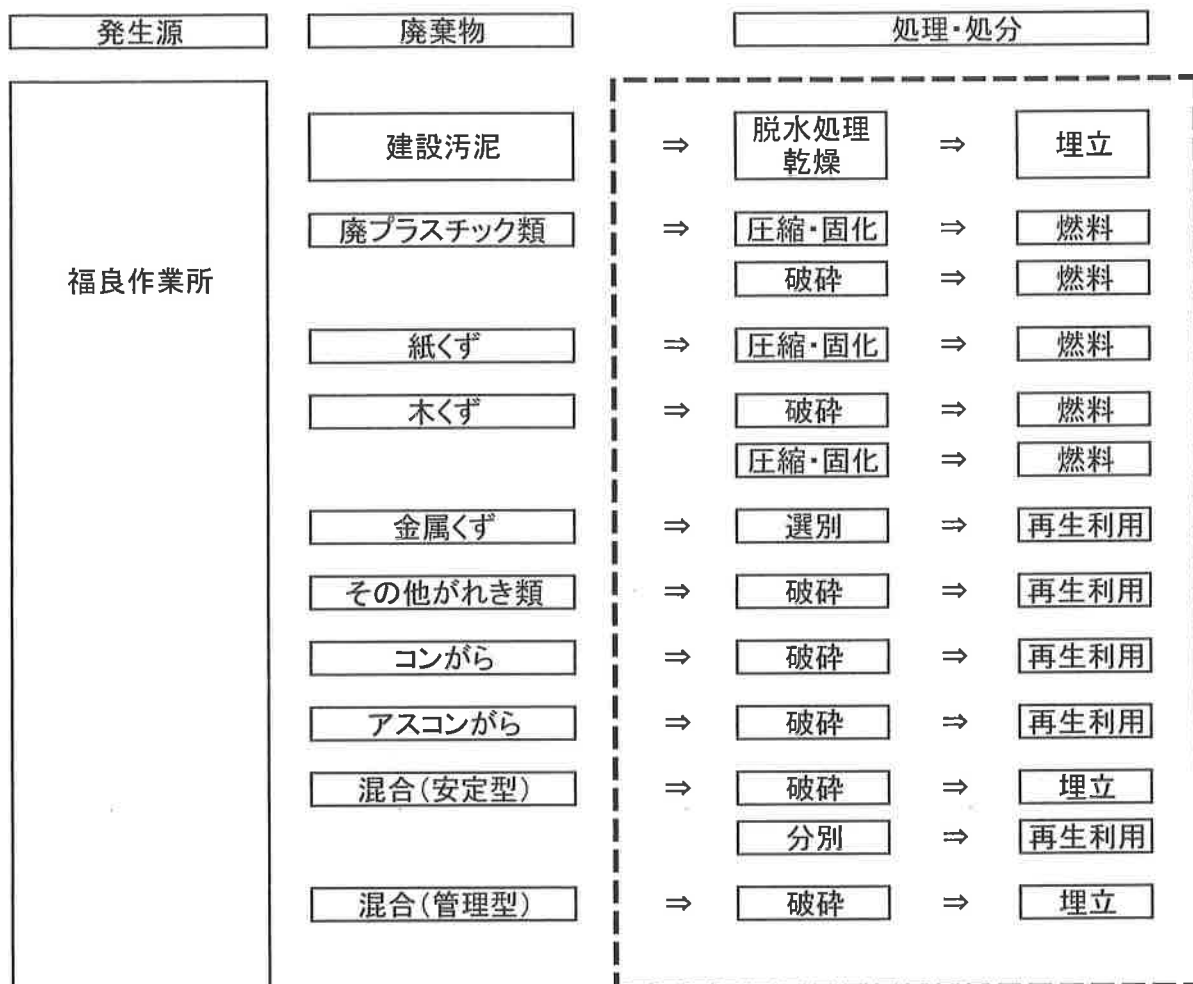 発生源 廃棄物 処理・処分
建設汚泥 ⇒ 脱水処理 ⇒ 埋立
乾燥
廃プラスチック類 ⇒ 圧縮・固化 ⇒ 燃料
福良作業所 破砕 ⇒ 燃料
紙くず ⇒ 圧縮・固化 ⇒ 燃料
木くず ⇒ 破砕 ⇒ 燃料
圧縮・固化 ⇒ 燃料
金属くず ⇒ 選別 ⇒ 再生利用
その他がれき類 ⇒ 破砕 ⇒ 再生利用
コンがら ⇒ 破砕 ⇒ 再生利用
アスコンがら ⇒ 破砕 ⇒ 再生利用
混合(安定型) ⇒ 破砕 ⇒ 埋立
分別 ⇒ 再生利用
混合(管理型) ⇒ 破砕 ⇒ 埋立